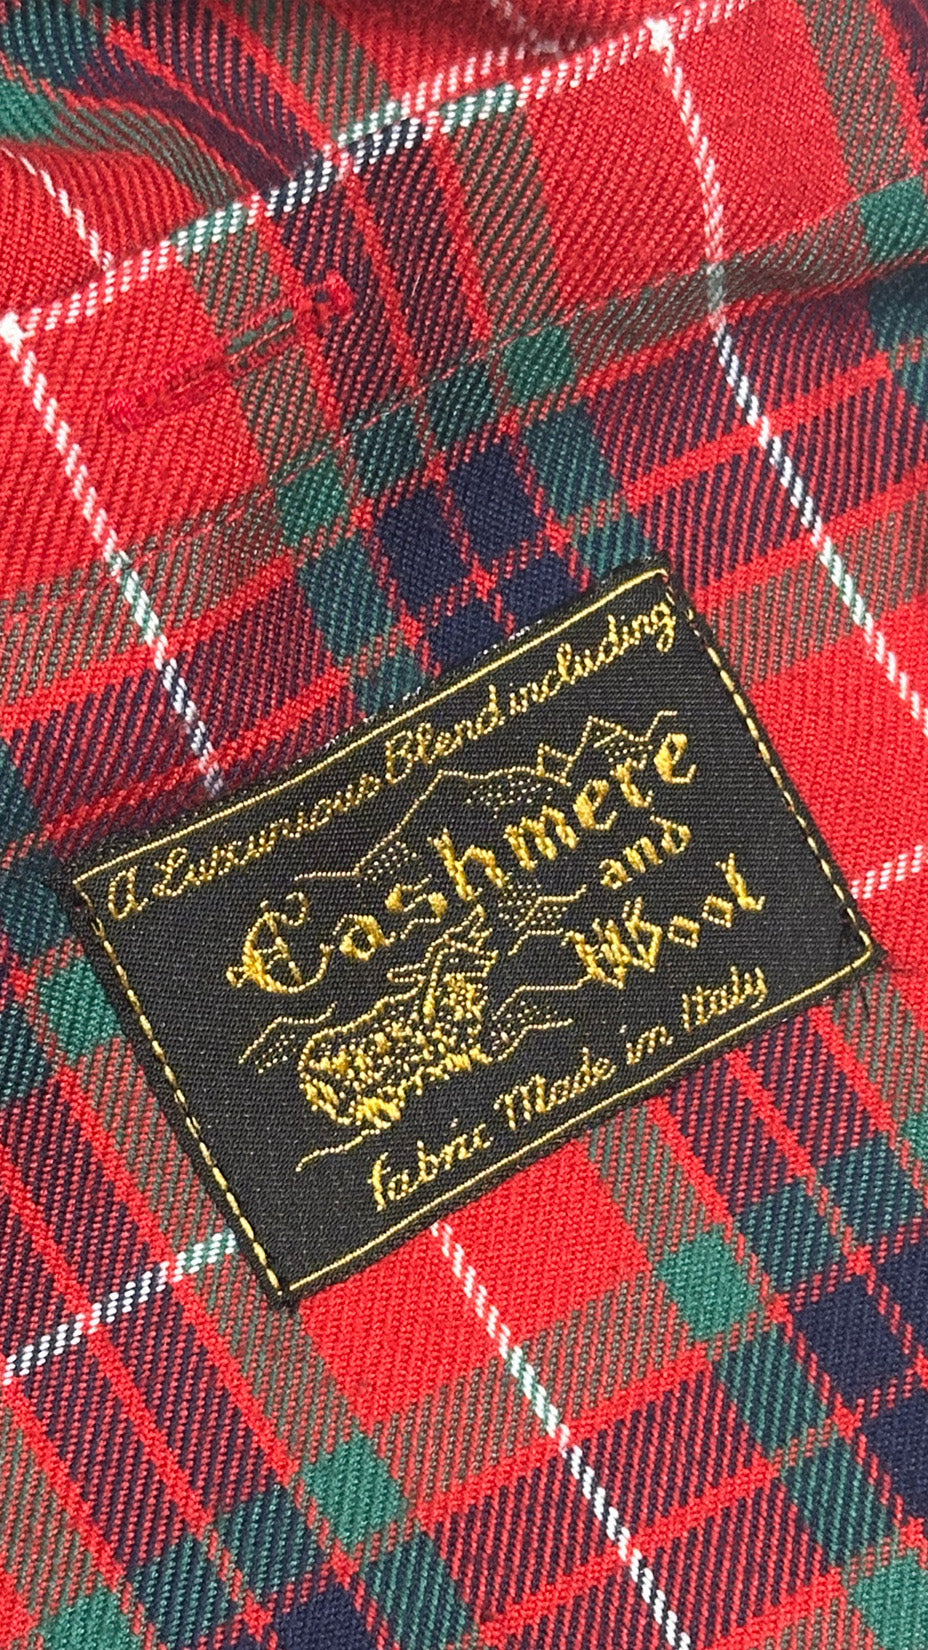 A Luxurious Blend including
Cashmere
and
Wool
Fabric Made in Italy